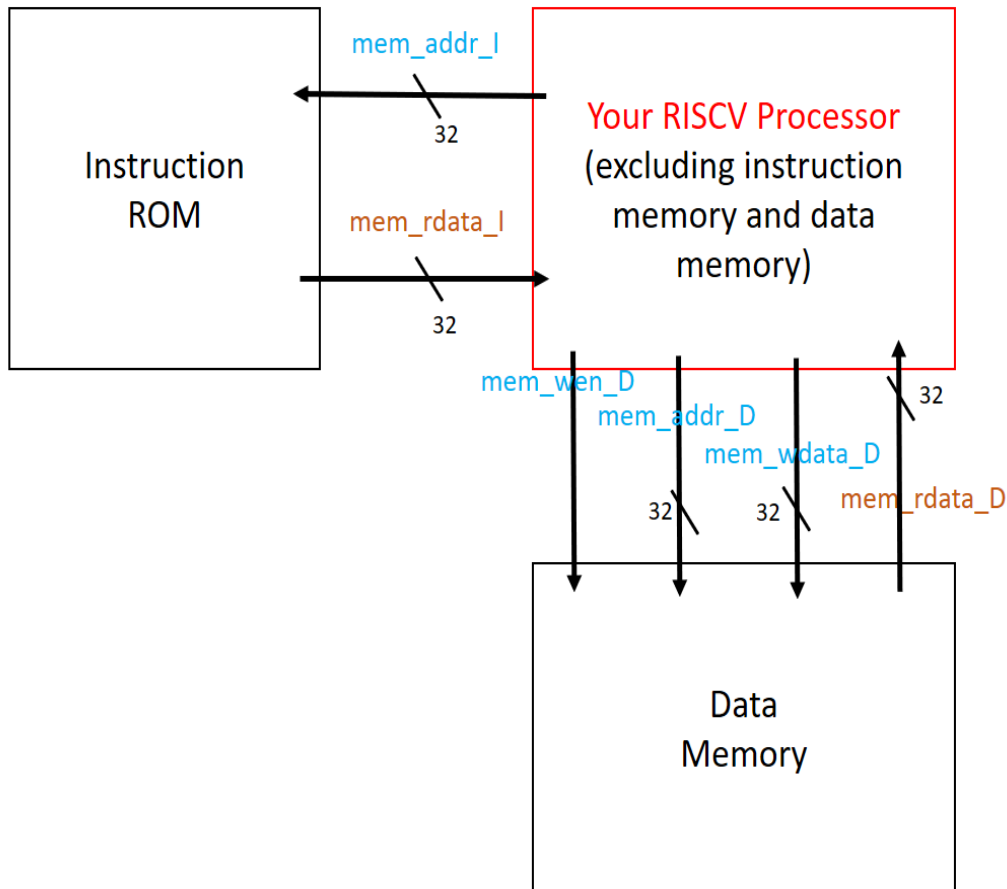 mem_addr_I
32
Instruction
ROM
mem_rdata_I
32
Your RISCV Processor
(excluding instruction
memory and data
memory)
mem_wen_D
mem_addr_D
32
mem_wdata_D
32
32
mem_rdata_D
Data
Memory